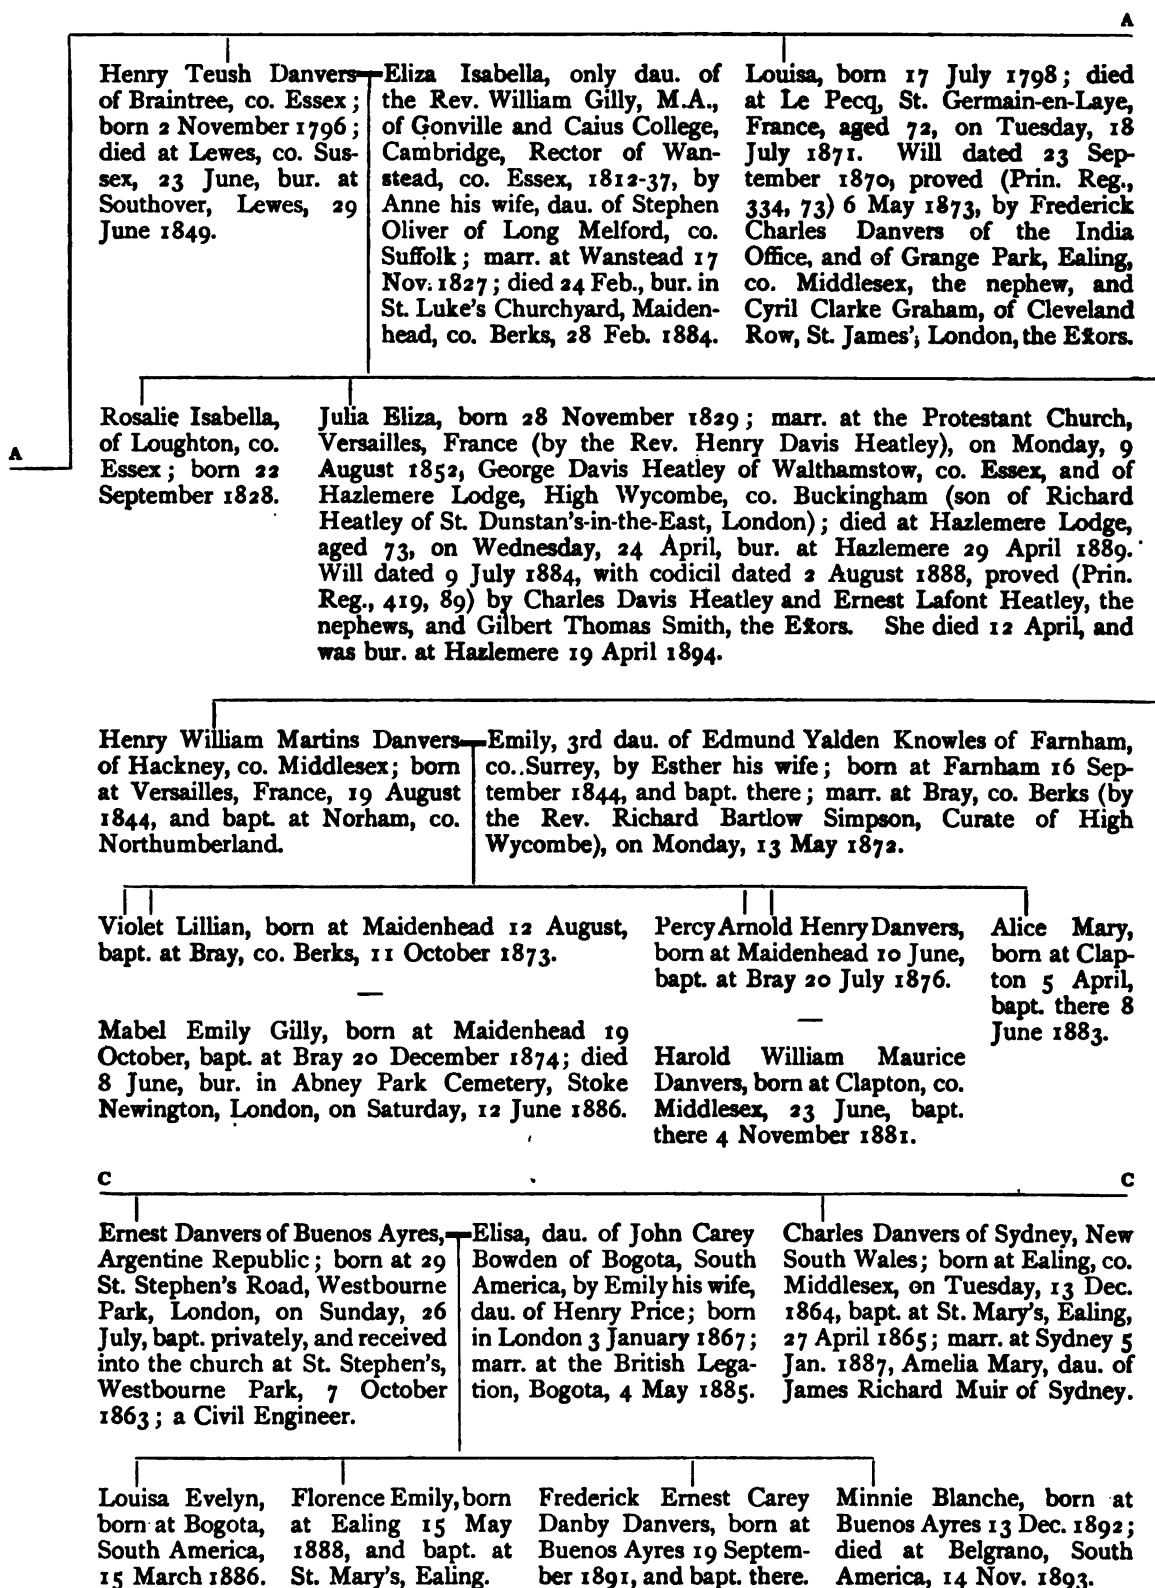 A
Henry Teush Danvers
of Braintree, co. Essex ;
born 2 November 1796 ;
died at Lewes, co. Sus-
sex, 23 June, bur. at
Southover, Lewes, 29
June 1849.
Eliza Isabella, only dau. of
the Rev. William Gilly, M.A.,
of Gonville and Caius College,
Cambridge, Rector of Wan-
stead, co. Essex, 1812-37, by
Anne his wife, dau. of Stephen
Oliver of Long Melford, co.
Suffolk ; marr. at Wanstead 17
Nov. 1827 ; died 24 Feb., bur. in
St. Luke's Churchyard, Maiden-
head, co. Berks, 28 Feb. 1884.
Louisa, born 17 July 1798 ; died
at Le Pecq, St. Germain-en-Laye,
France, aged 72, on Tuesday, 18
July 1871. Will dated 23 Sep-
tember 1870, proved (Prin. Reg.,
334, 73) 6 May 1873, by Frederick
Charles Danvers of the India
Office, and of Grange Park, Ealing,
co. Middlesex, the nephew, and
Cyril Clarke Graham, of Cleveland
Row, St. James', London, the Exors.
A
Rosalie Isabella,
of Loughton, co.
Essex ; born 22
September 1828.
Julia Eliza, born 28 November 1829 ; marr. at the Protestant Church,
Versailles, France (by the Rev. Henry Davis Heatley), on Monday, 9
August 1852, George Davis Heatley of Walthamstow, co. Essex, and of
Hazlemere Lodge, High Wycombe, co. Buckingham (son of Richard
Heatley of St. Dunstan's-in-the-East, London) ; died at Hazlemere Lodge,
aged 73, on Wednesday, 24 April, bur. at Hazlemere 29 April 1889.
Will dated 9 July 1884, with codicil dated 2 August 1888, proved (Prin.
Reg., 419, 89) by Charles Davis Heatley and Ernest Lafont Heatley, the
nephews, and Gilbert Thomas Smith, the Exors. She died 12 April, and
was bur. at Hazlemere 19 April 1894.
Henry William Martins Danvers
of Hackney, co. Middlesex; born
at Versailles, France, 19 August
1844, and bapt. at Norham, co.
Northumberland.
Emily, 3rd dau. of Edmund Yalden Knowles of Farnham,
co. Surrey, by Esther his wife ; born at Farnham 16 Sep-
tember 1844, and bapt. there ; marr. at Bray, co. Berks (by
the Rev. Richard Bartlow Simpson, Curate of High
Wycombe), on Monday, 13 May 1872.
Violet Lillian, born at Maidenhead 12 August,
bapt. at Bray, co. Berks, 11 October 1873.
Mabel Emily Gilly, born at Maidenhead 19
October, bapt. at Bray 20 December 1874; died
8 June, bur. in Abney Park Cemetery, Stoke
Newington, London, on Saturday, 12 June 1886.
Percy Arnold Henry Danvers,
born at Maidenhead 10 June,
bapt. at Bray 20 July 1876.
Harold William Maurice
Danvers, born at Clapton, co.
Middlesex, 23 June, bapt.
there 4 November 1881.
Alice Mary,
born at Clap-
ton 5 April,
bapt. there 8
June 1883.
C C
Ernest Danvers of Buenos Ayres,
Argentine Republic ; born at 29
St. Stephen's Road, Westbourne
Park, London, on Sunday, 26
July, bapt. privately, and received
into the church at St. Stephen's,
Westbourne Park, 7 October
1863 ; a Civil Engineer.
Elisa, dau. of John Carey
Bowden of Bogota, South
America, by Emily his wife,
dau. of Henry Price; born
in London 3 January 1867;
marr. at the British Lega-
tion, Bogota, 4 May 1885.
Charles Danvers of Sydney, New
South Wales; born at Ealing, co.
Middlesex, on Tuesday, 13 Dec.
1864, bapt. at St. Mary's, Ealing,
27 April 1865 ; marr. at Sydney 5
Jan. 1887, Amelia Mary, dau. of
James Richard Muir of Sydney.
Louisa Evelyn,
born at Bogota,
South America,
15 March 1886.
Florence Emily, born
at Ealing 15 May
1888, and bapt. at
St. Mary's, Ealing.
Frederick Ernest Carey
Danby Danvers, born at
Buenos Ayres 19 Septem-
ber 1891, and bapt. there.
Minnie Blanche, born at
Buenos Ayres 13 Dec. 1892;
died at Belgrano, South
America, 14 Nov. 1893.